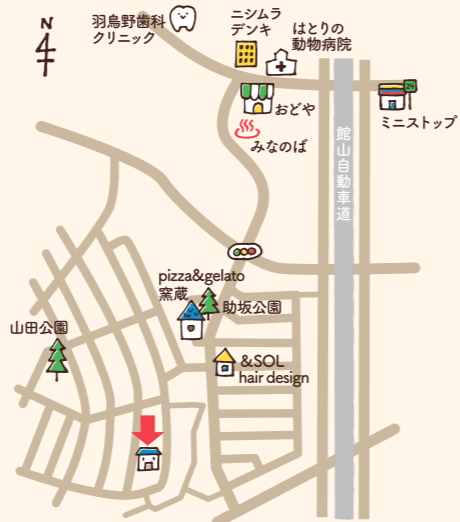 N
羽鳥野歯科
クリニック
ニシムラ
デンキ
はとりの
動物病院
おどや
みなのば
24
ミニストップ
館山自動車道
pizza&gelato
窯蔵
助坂公園
山田公園
&SOL
hair design